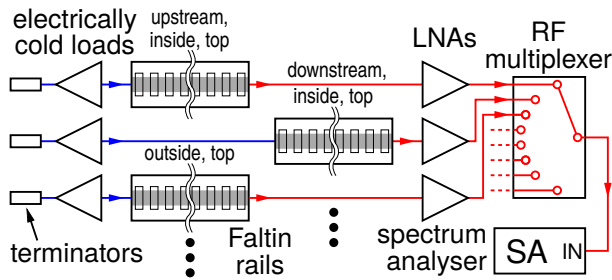 electrically
cold loads
upstream,
inside, top
LNAs
RF
multiplexer
downstream,
inside, top
outside, top
terminators
Faltin
rails
spectrum
analyser
SA IN